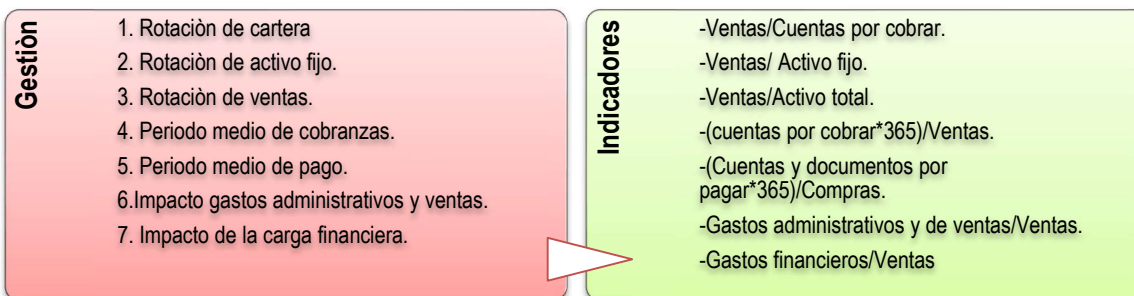 Gestiòn
1. Rotaciòn de cartera
2. Rotaciòn de activo fijo.
3. Rotaciòn de ventas.
4. Periodo medio de cobranzas.
5. Periodo medio de pago.
6.Impacto gastos administrativos y ventas.
7. Impacto de la carga financiera.
Indicadores
-Ventas/Cuentas por cobrar.
-Ventas/ Activo fijo.
-Ventas/Activo total.
-(cuentas por cobrar*365)/Ventas.
-(Cuentas y documentos por
pagar*365)/Compras.
-Gastos administrativos y de ventas/Ventas.
-Gastos financieros/Ventas